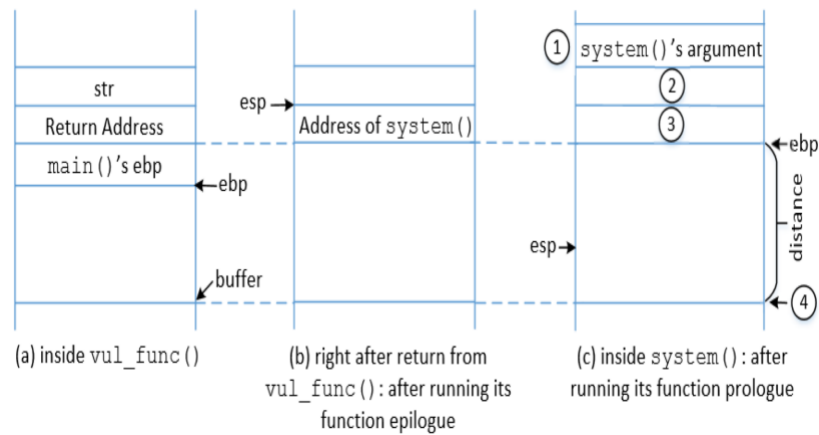 str
Return Address
main()'s ebp
ebp
buffer
(a) inside vul_func()
esp
Address of system()
(b) right after return from
vul_func(): after running its
function epilogue
1
system()'s argument
2
3
ebp
distance
esp
4
(c) inside system(): after
running its function prologue